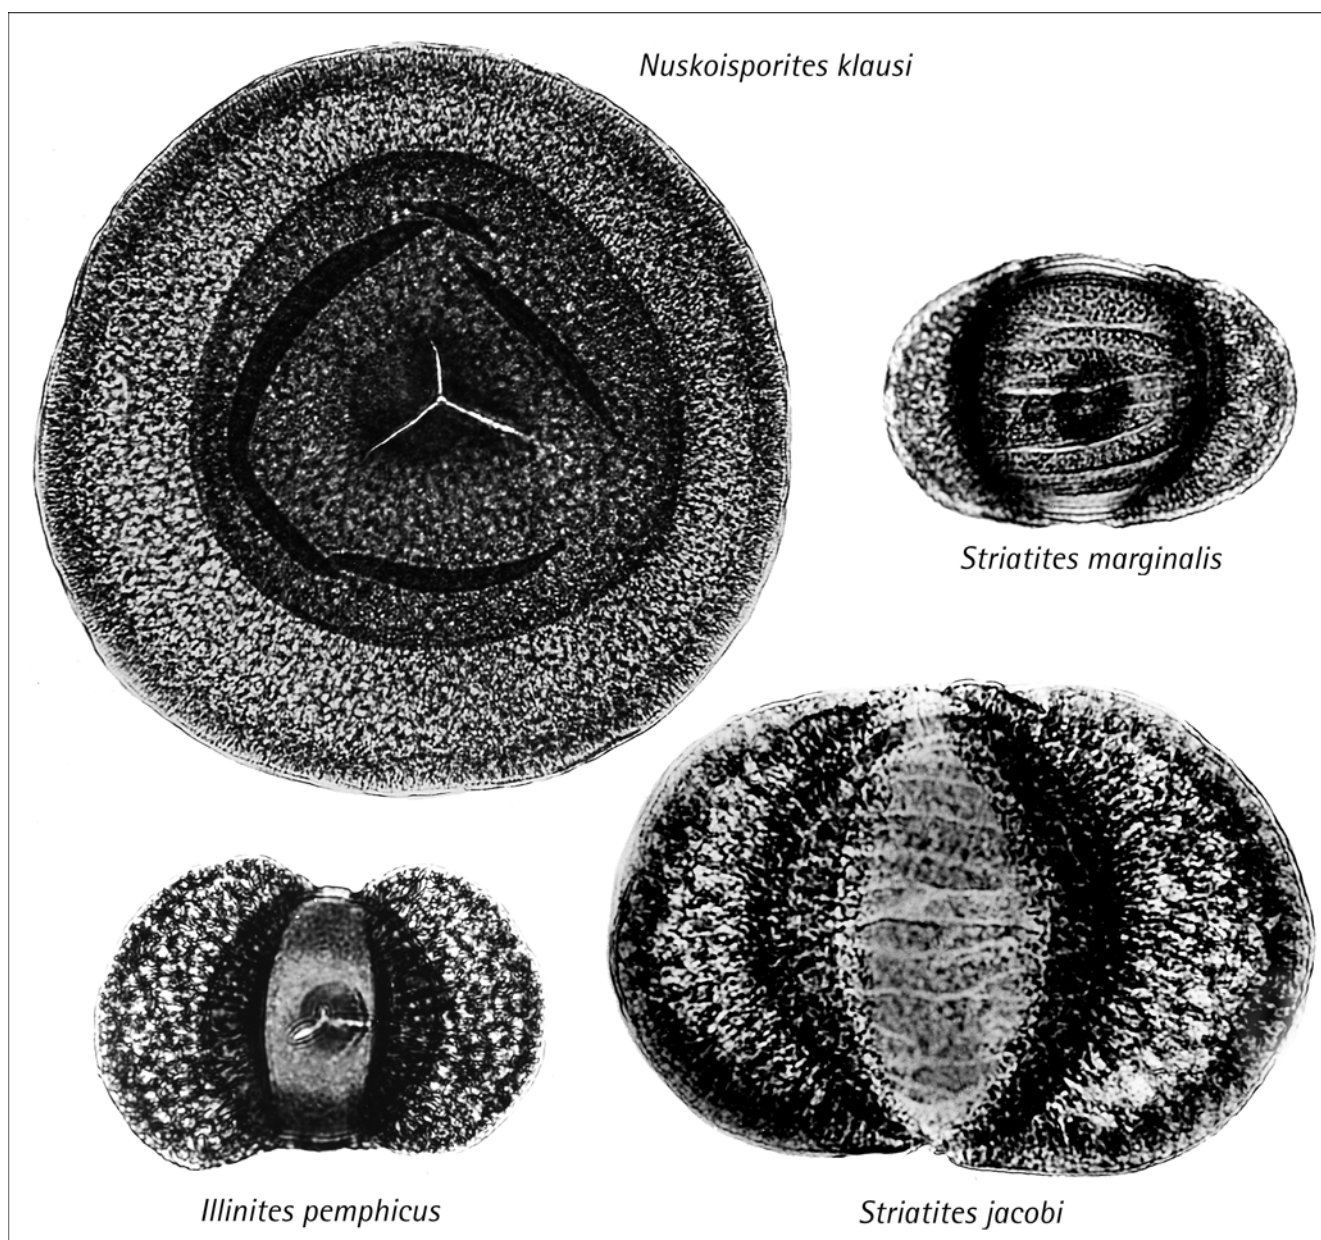 Nuskoisporites klausi
Striatites marginalis
Illinites pemphicus
Striatites jacobi